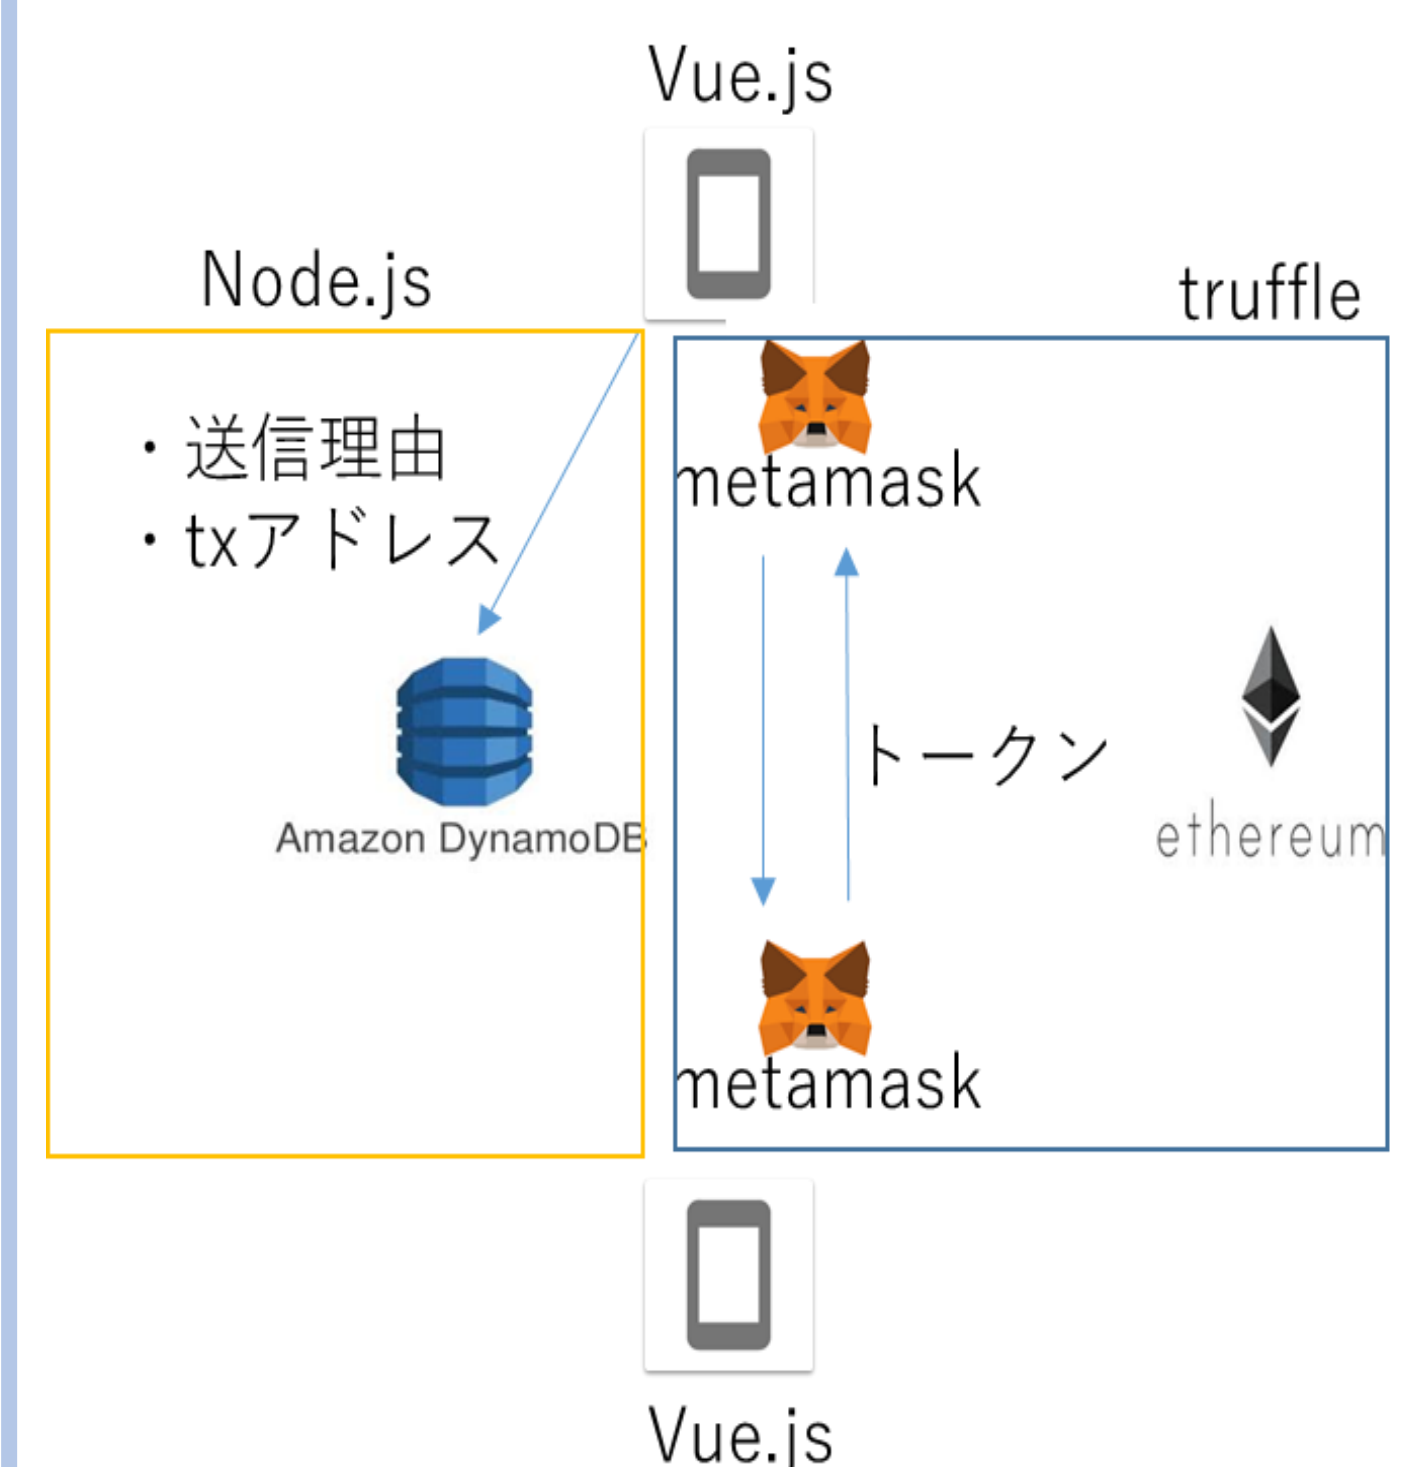 Vue.js
Node.js
truffle
・送信理由
・txアドレス
metamask
トークン
Amazon DynamoDB
ethereum
metamask
Vue.js